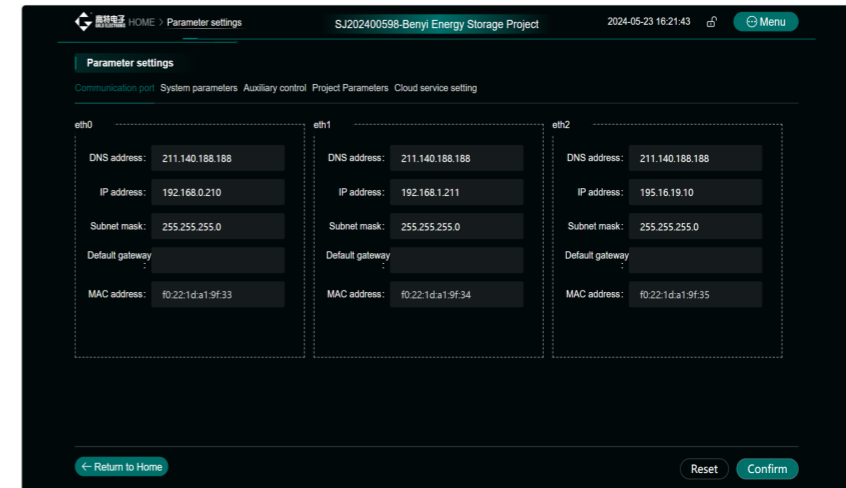 高特电子 HOME > Parameter settings
GOLD ELECTRONIC
SJ202400598-Benyi Energy Storage Project
2024-05-23 16:21:43
Menu
Parameter settings
Communication port System parameters Auxiliary control Project Parameters Cloud service setting
eth0
DNS address: 211.140.188.188
IP address: 192.168.0.210
Subnet mask: 255.255.255.0
Default gateway
:
MAC address: f0:22:1d:a1:9f:33
eth1
DNS address: 211.140.188.188
IP address: 192.168.1.211
Subnet mask: 255.255.255.0
Default gateway
:
MAC address: f0:22:1d:a1:9f:34
eth2
DNS address: 211.140.188.188
IP address: 195.16.19.10
Subnet mask: 255.255.255.0
Default gateway
:
MAC address: f0:22:1d:a1:9f:35
← Return to Home
Reset
Confirm